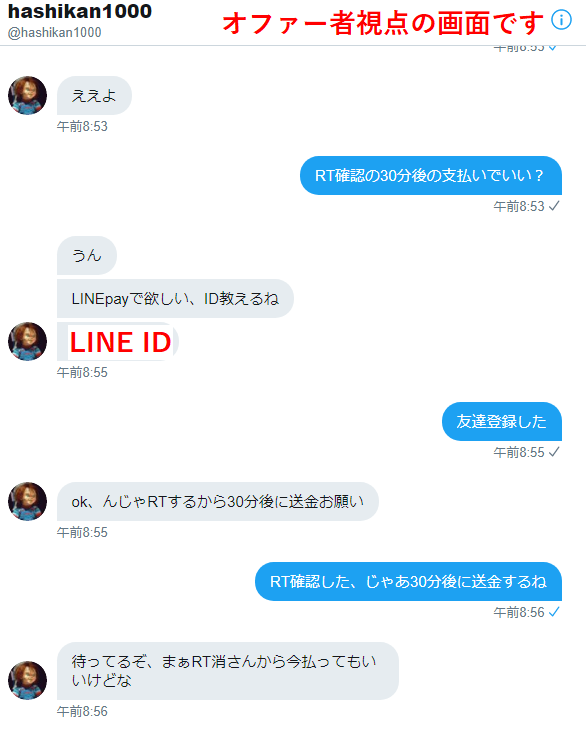 hashikan1000
@hashikan1000
オファー者視点の画面です
午前8:53
ええよ
午前8:53
RT確認の30分後の支払いでいい？
午前8:53
うん
LINEpayで欲しい、ID教えるね
LINE ID
午前8:55
友達登録した
午前8:55
ok、んじゃRTするから30分後に送金お願い
午前8:55
RT確認した、じゃあ30分後に送金するね
午前8:56
待ってるぞ、まぁRT消さんから今払ってもい
いけどな
午前8:56